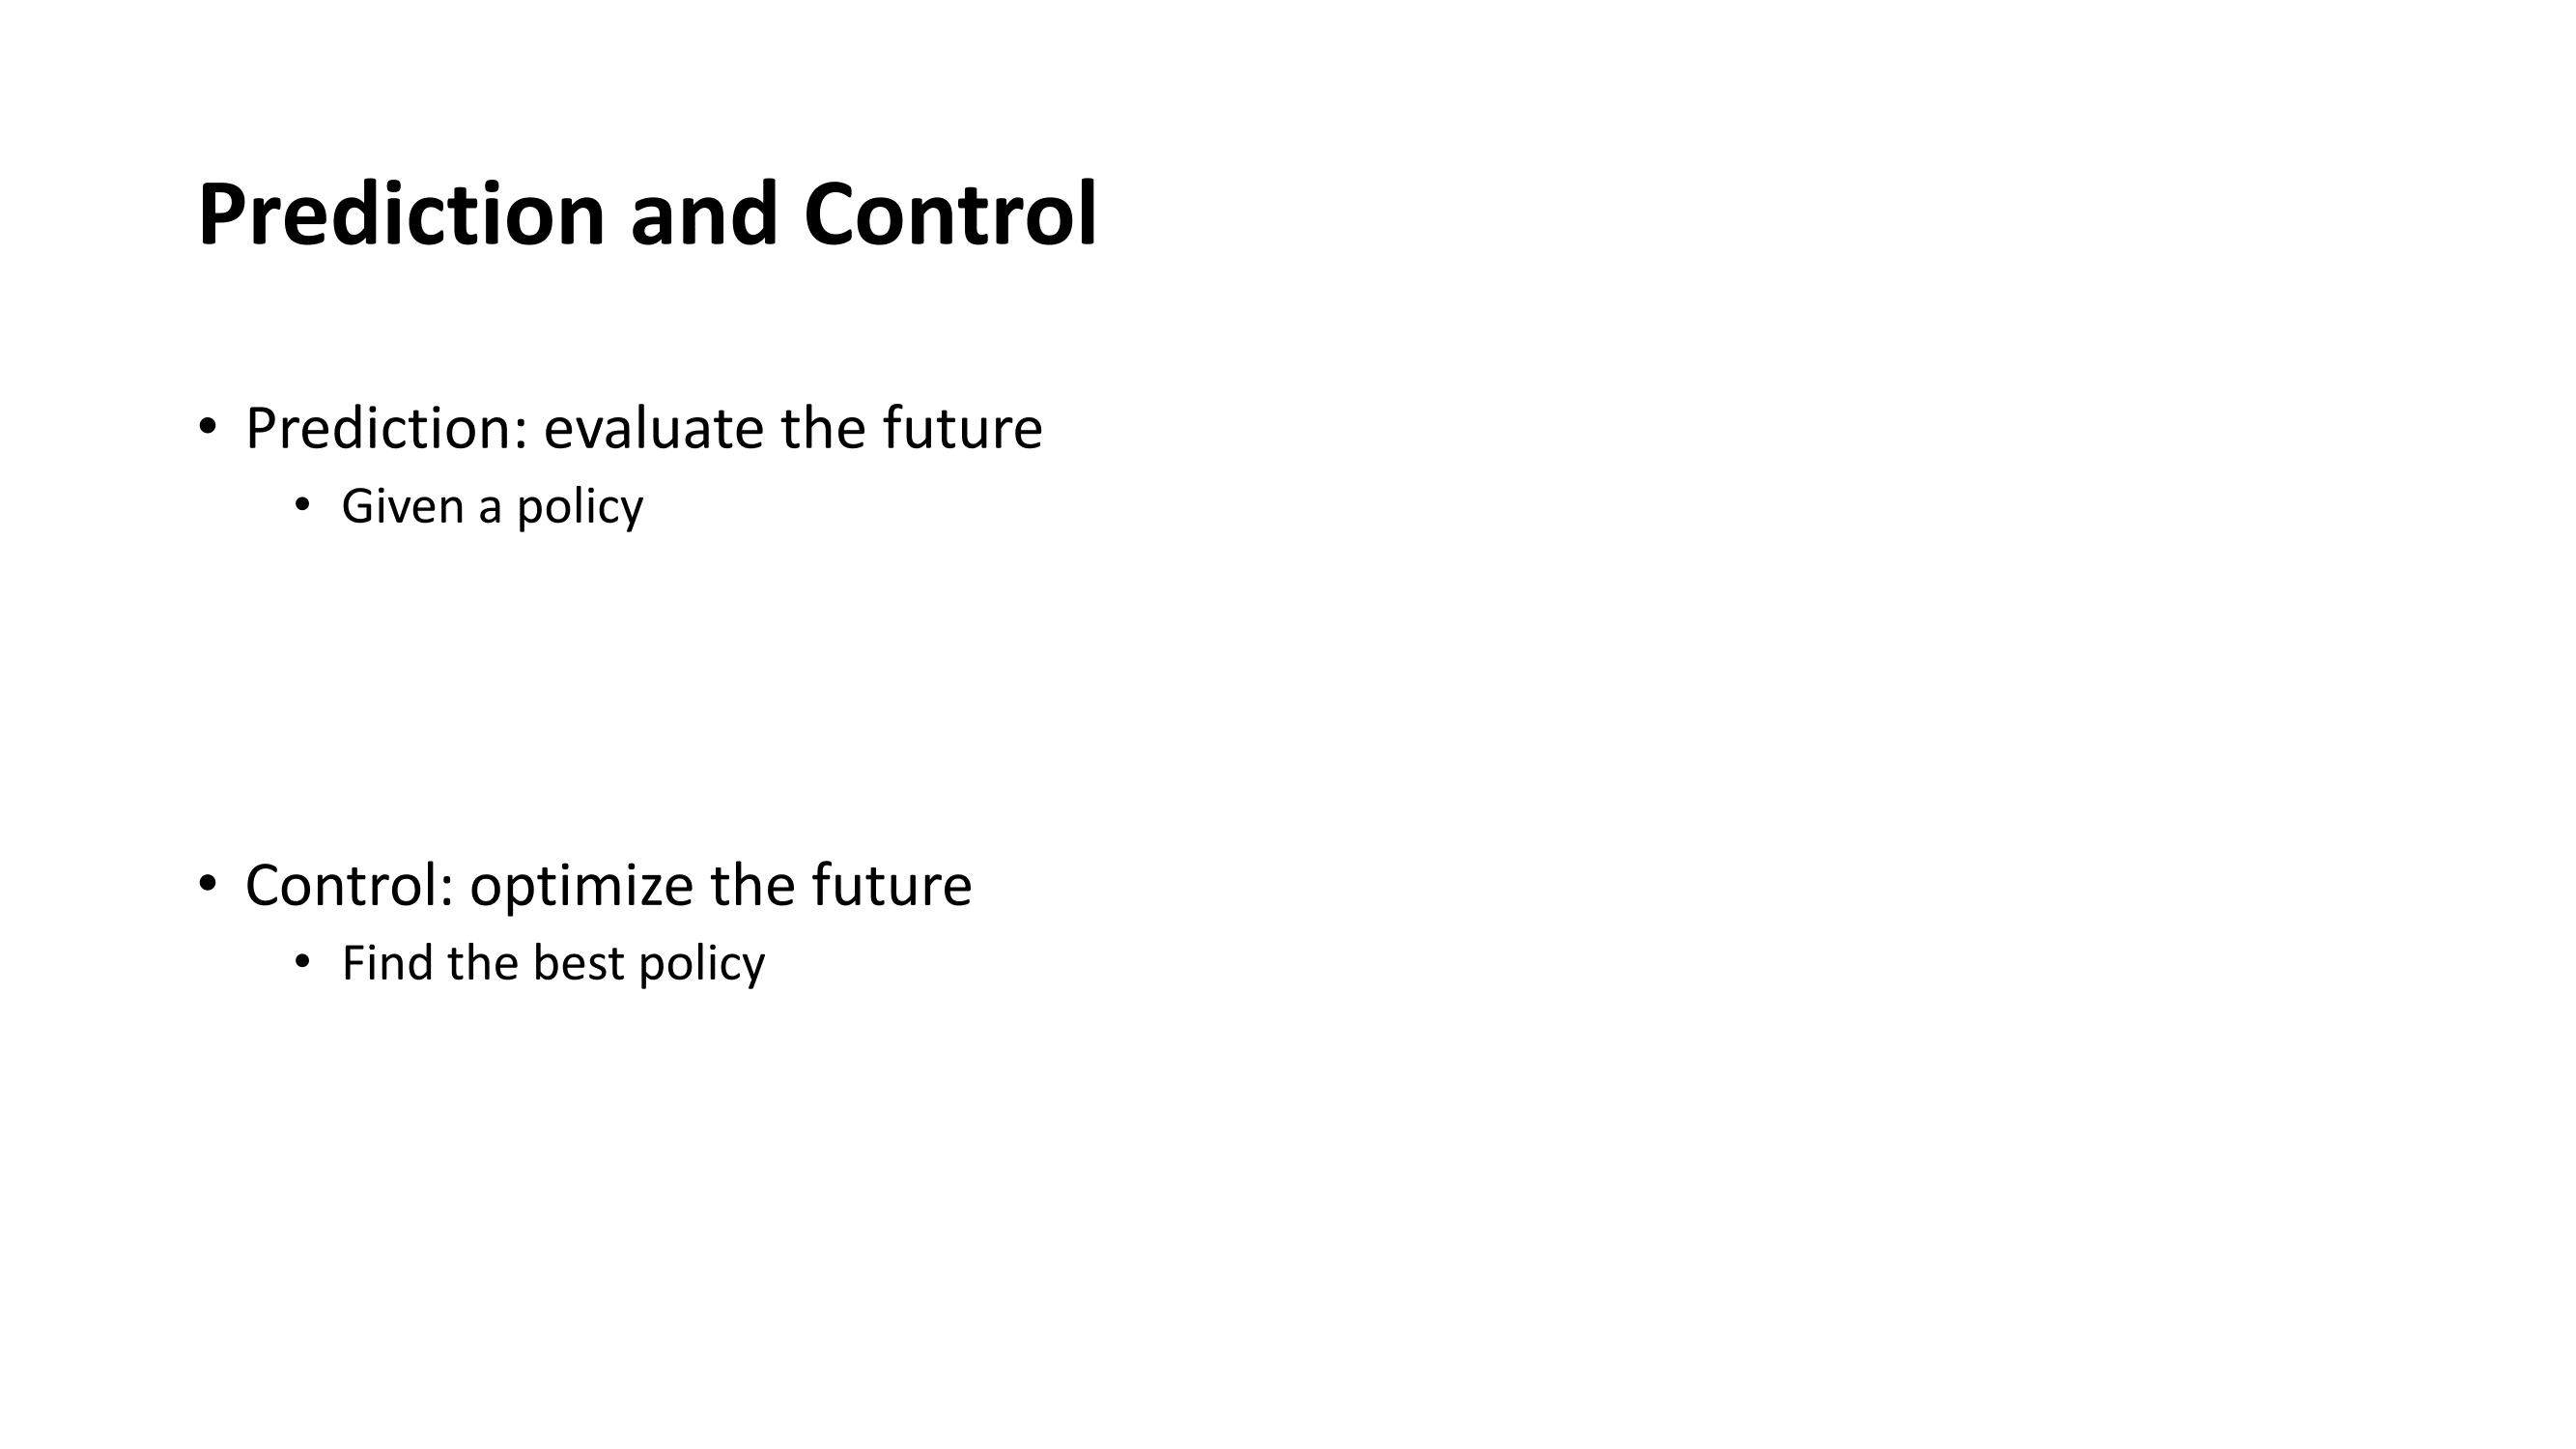 Prediction and Control
• Prediction: evaluate the future
• Given a policy
• Control: optimize the future
• Find the best policy